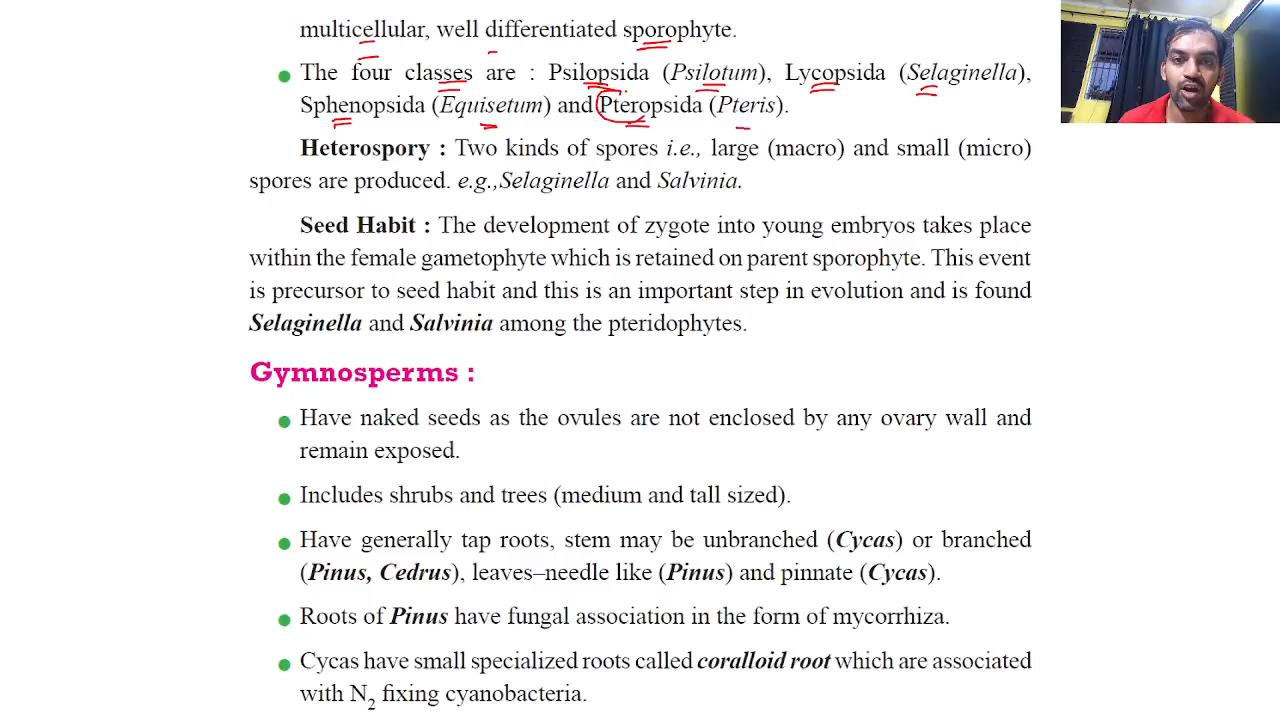 multicellular, well differentiated sporophyte.
The four classes are : Psilopsida (Psilotum), Lycopsida (Selaginella),
Sphenopsida (Equisetum) and Pteropsida (Pteris).
Heterospory : Two kinds of spores i.e., large (macro) and small (micro)
spores are produced. e.g.,Selaginella and Salvinia.
Seed Habit : The development of zygote into young embryos takes place
within the female gametophyte which is retained on parent sporophyte. This event
is precursor to seed habit and this is an important step in evolution and is found
Selaginella and Salvinia among the pteridophytes.
Gymnosperms :
Have naked seeds as the ovules are not enclosed by any ovary wall and
remain exposed.
Includes shrubs and trees (medium and tall sized).
Have generally tap roots, stem may be unbranched (Cycas) or branched
(Pinus, Cedrus), leaves–needle like (Pinus) and pinnate (Cycas).
Roots of Pinus have fungal association in the form of mycorrhiza.
Cycas have small specialized roots called coralloid root which are associated
with N2 fixing cyanobacteria.